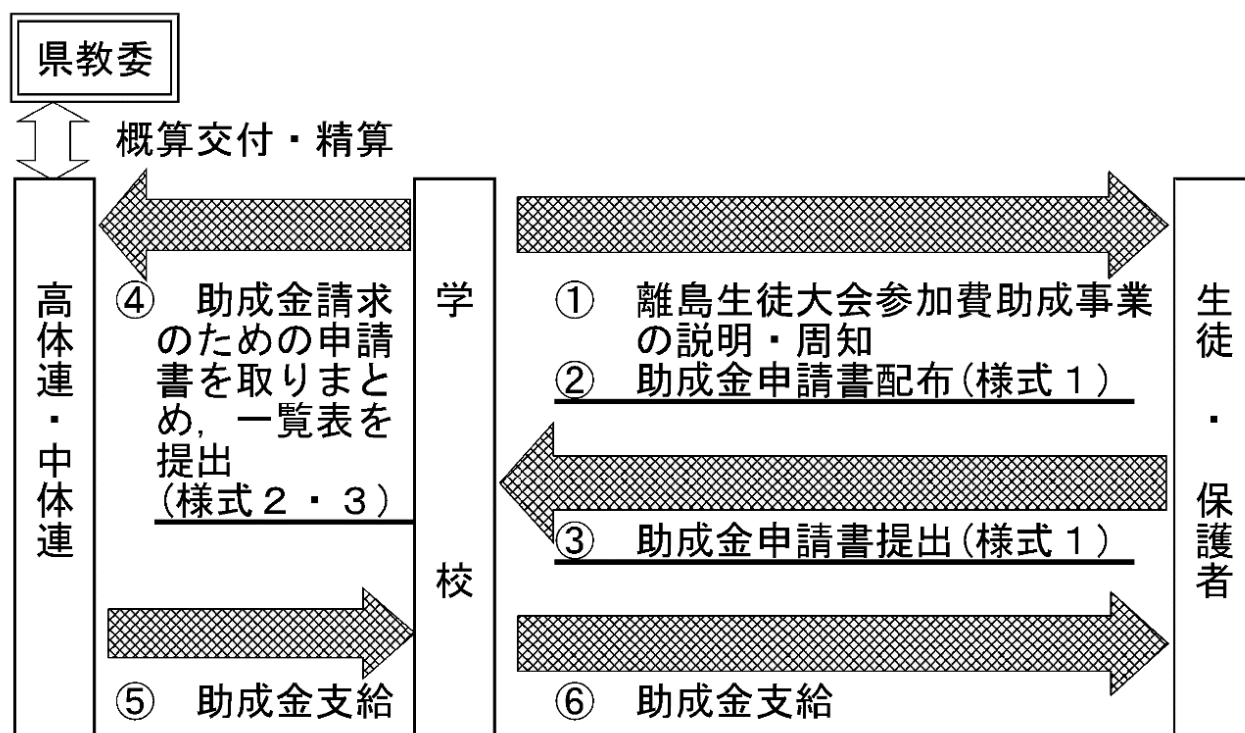 県教委
概算交付・精算
高体連・中体連
④　助成金請求
のための申請
書を取りまと
め，一覧表を
提出
(様式２・３)
学校
①　離島生徒大会参加費助成事業
の説明・周知
②　助成金申請書配布(様式１)
③　助成金申請書提出(様式１)
生徒・保護者
⑤　助成金支給
⑥　助成金支給